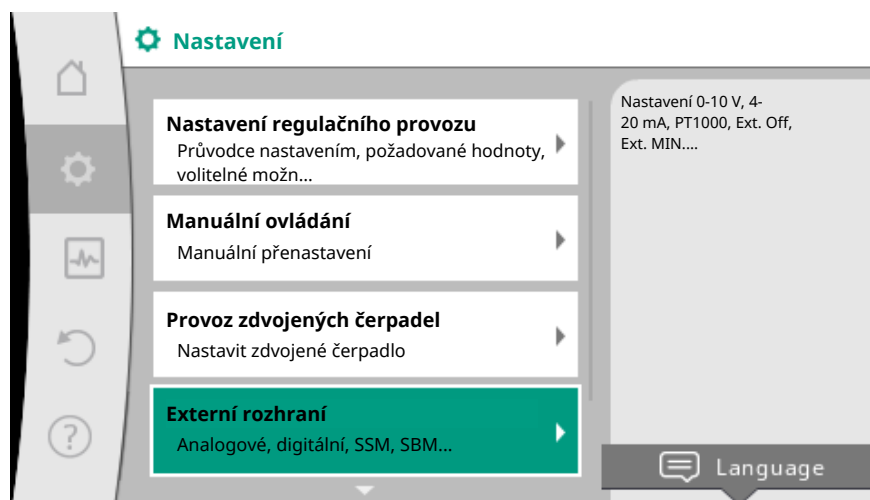 Nastavení
Nastavení regulačního provozu
Průvodce nastavením, požadované hodnoty,
volitelné možn...
Manuální ovládání
Manuální přenastavení
Provoz zdvojených čerpadel
Nastavit zdvojené čerpadlo
Externí rozhraní
Analogové, digitální, SSM, SBM...
Nastavení 0-10 V, 4-
20 mA, PT1000, Ext. Off,
Ext. MIN....
Language